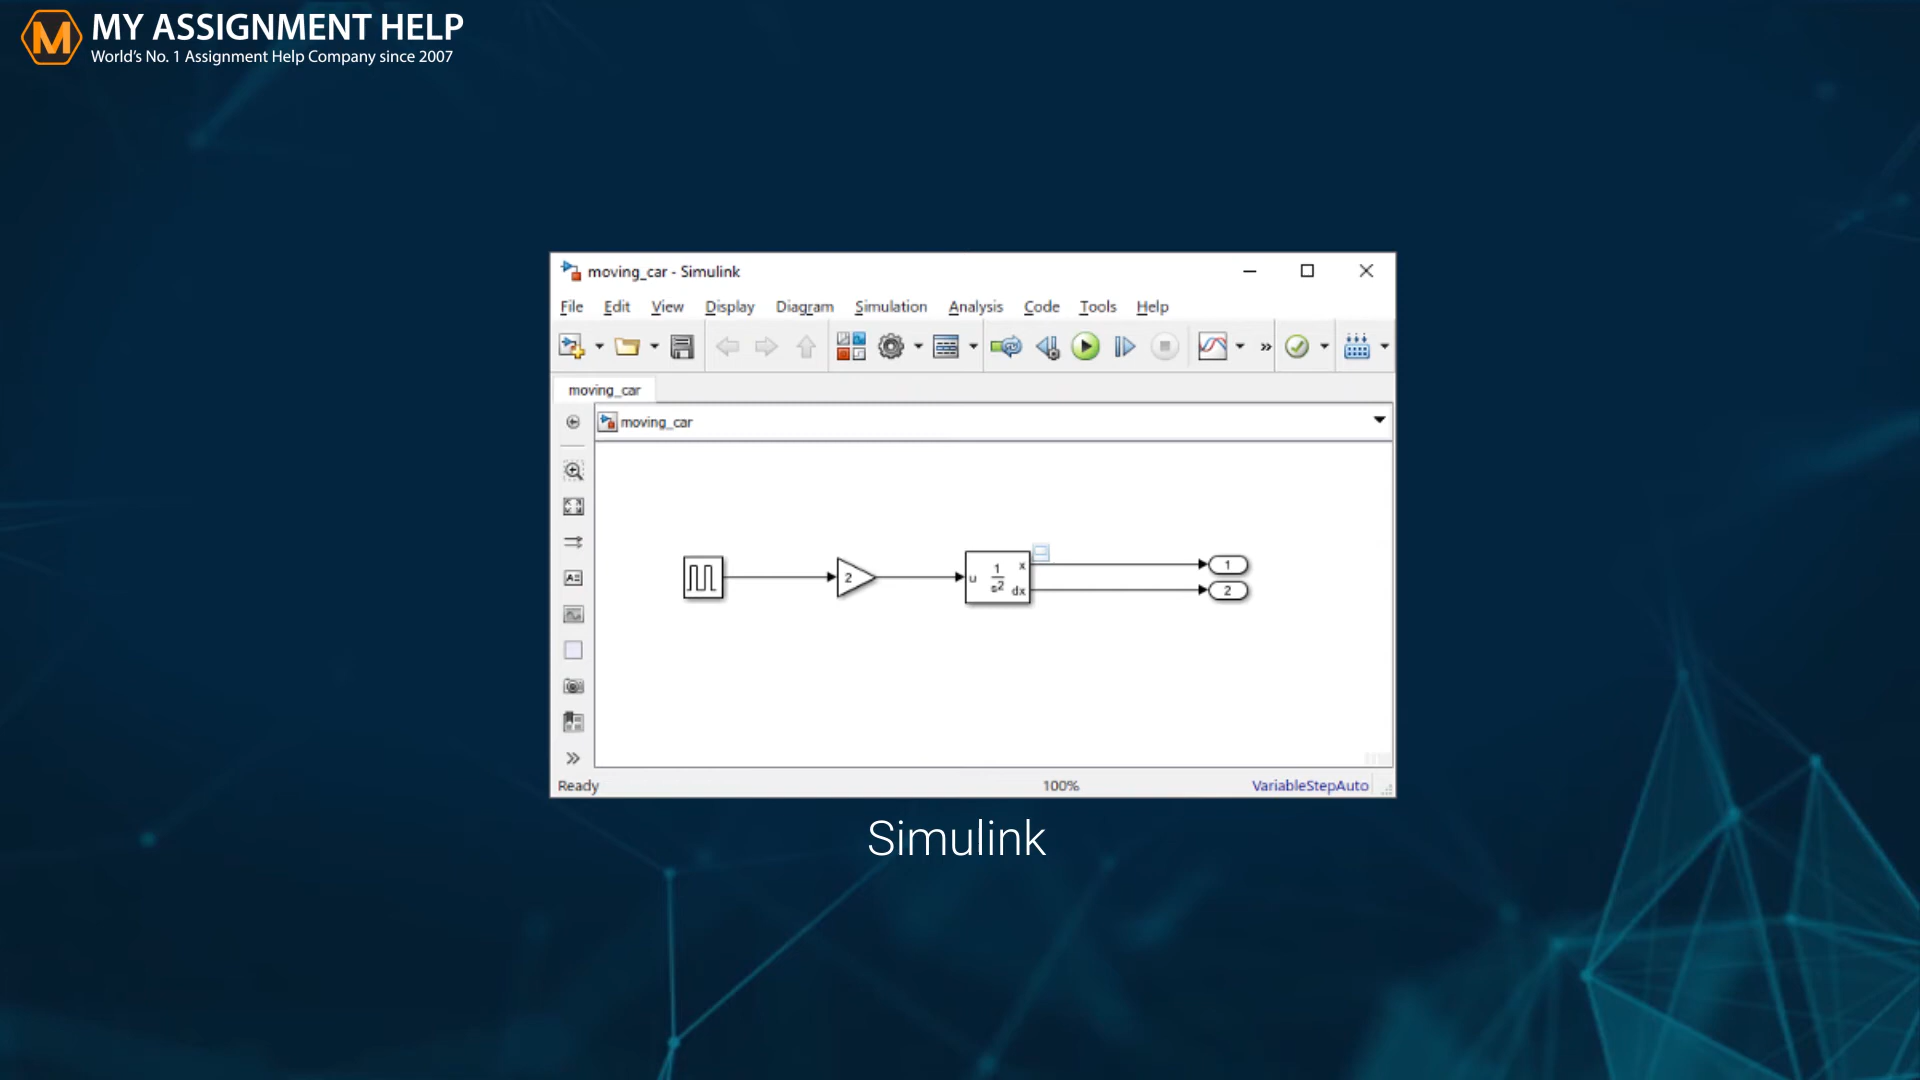 MY ASSIGNMENT HELP
World's No. 1 Assignment Help Company since 2007
moving_car - Simulink
File Edit View Display Diagram Simulation Analysis Code Tools Help
moving_car
moving_car
2
u 1 s2 x dx
1
2
Ready 100% VariableStepAuto
Simulink